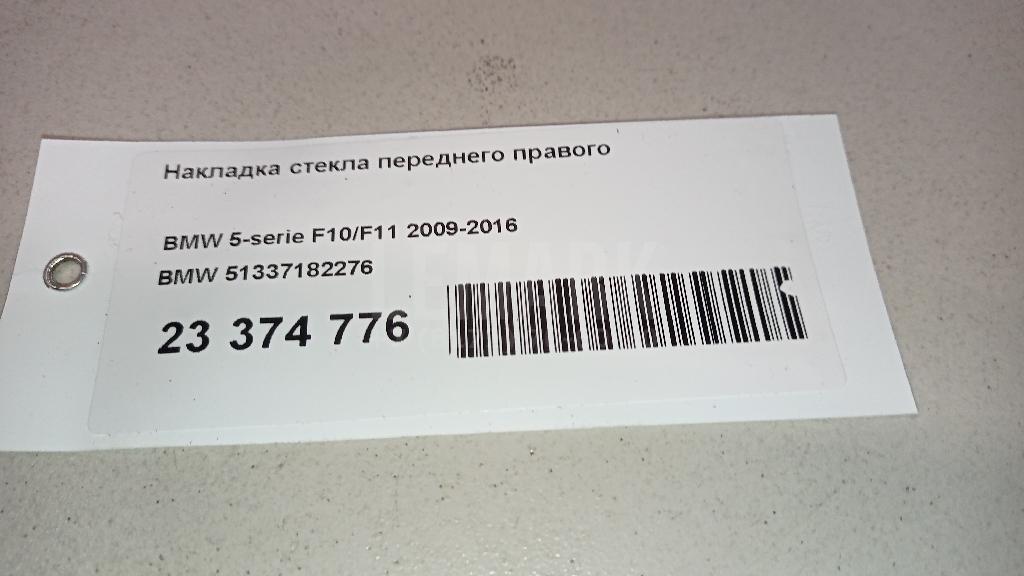 Накладка стекла переднего правого
BMW 5-serie F10/F11 2009-2016
BMW 51337182276
23 374 776